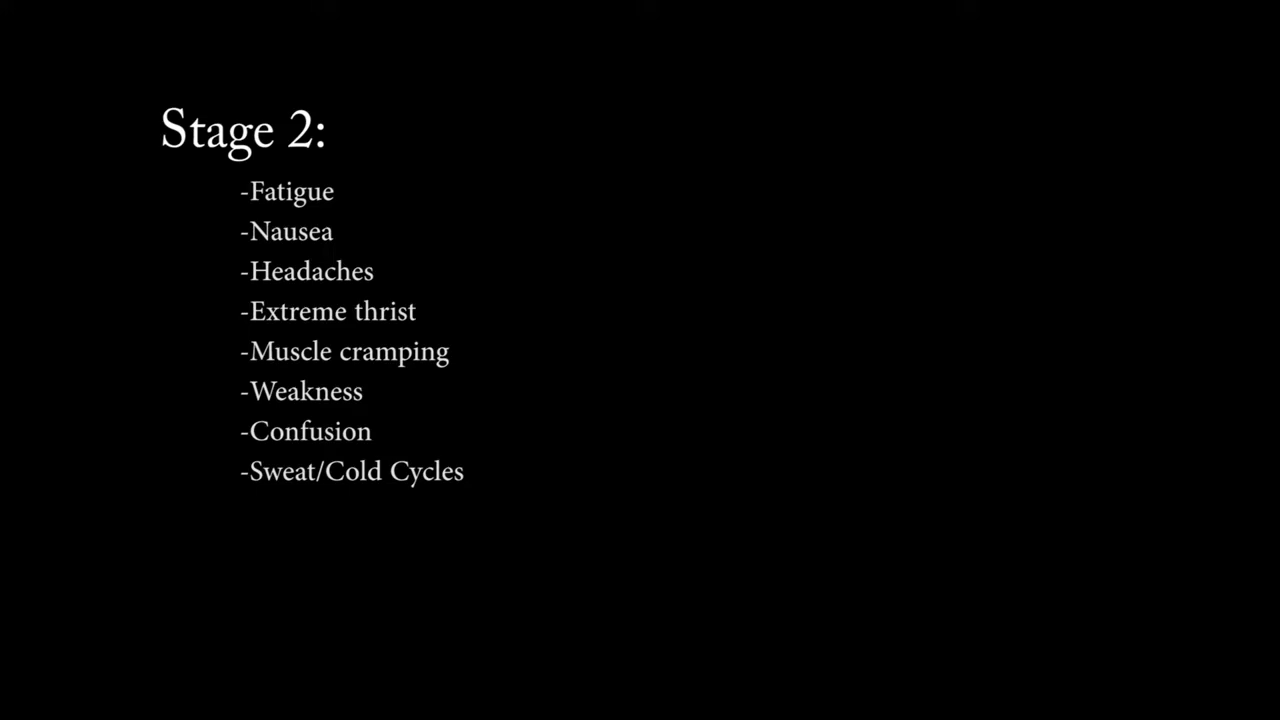 Stage 2:
-Fatigue
-Nausea
-Headaches
-Extreme thrist
-Muscle cramping
-Weakness
-Confusion
-Sweat/Cold Cycles